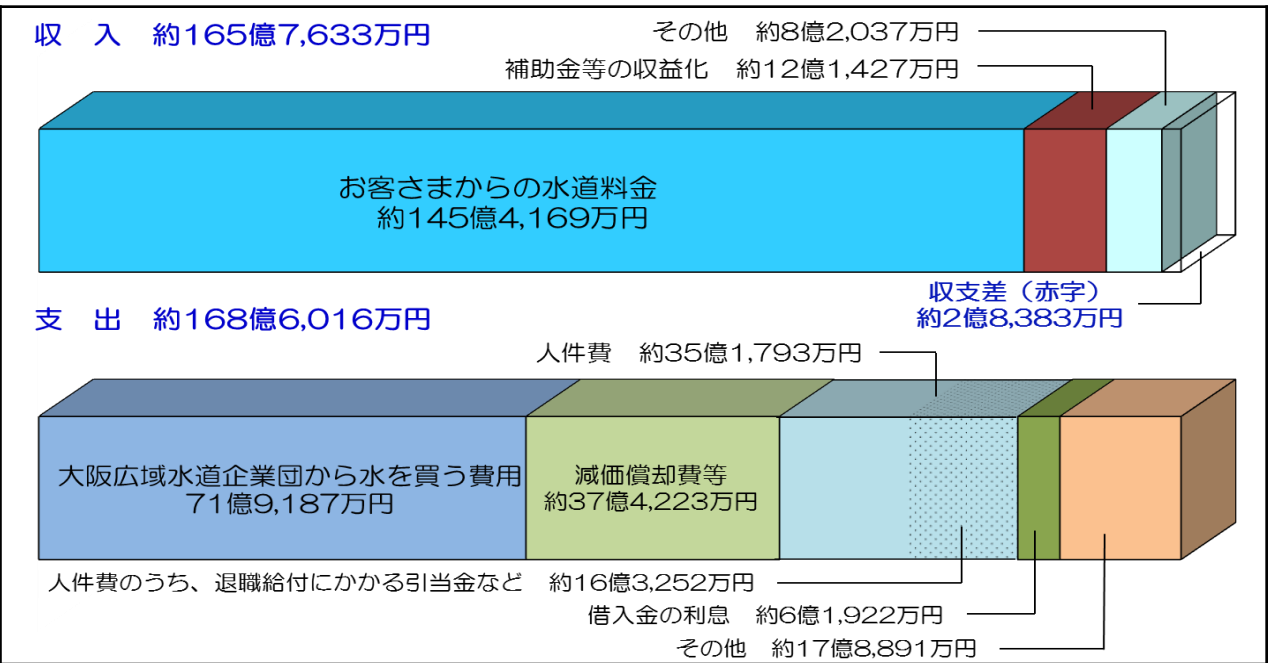 収　入　約165億7,633万円
その他　約8億2,037万円
補助金等の収益化　約12億1,427万円
お客さまからの水道料金
約145億4,169万円
収支差（赤字）
約2億8,383万円
支　出　約168億6,016万円
人件費　約35億1,793万円
大阪広域水道企業団から水を買う費用
71億9,187万円
減価償却費等
約37億4,223万円
人件費のうち、退職給付にかかる引当金など　約16億3,252万円
借入金の利息　約6億1,922万円
その他　約17億8,891万円